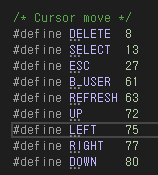 /* Cursor move */
#define DELETE 8
#define SELECT 13
#define ESC 27
#define B_USER 61
#define REFRESH 63
#define UP 72
#define LEFT 75
#define RIGHT 77
#define DOWN 80